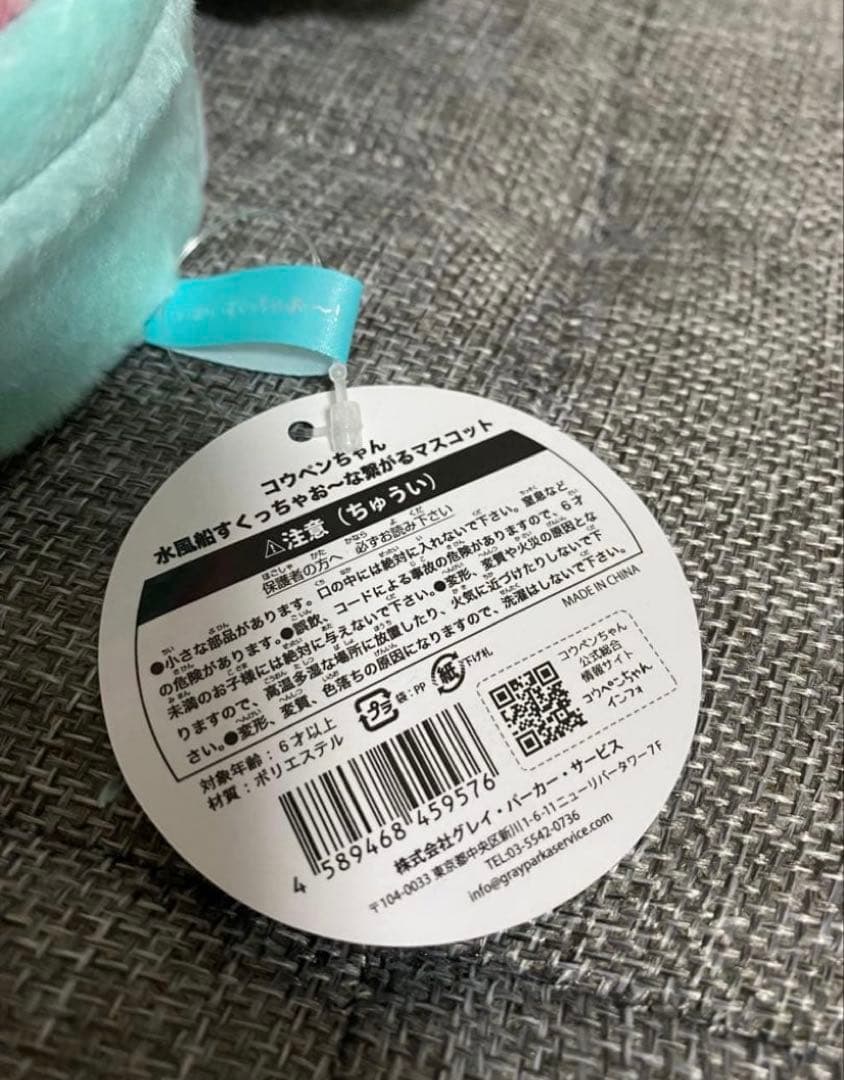 コウペンちゃん
水風船すくっちゃお〜な繋がるマスコット
⚠注意（ちゅうい）
保護者の方へ 必ずお読み下さい
●小さな部品があります。口の中には絶対に入れないで下さい。窒息など
の危険があります。●誤飲、コードによる事故の危険がありますので、6才
未満のお子様には絶対に与えないで下さい。●変形、変質や火災の原因とな
りますので、高温多湿な場所に放置したり、火気に近づけたりしないで下
さい。●変形、変質、色落ちの原因になりますので、洗濯はしないで下さい。
MADE IN CHINA
対象年齢：6才以上
材質：ポリエステル
プラ 袋：PP 紙 下げ札
コウペンちゃん
公式総合
情報サイト
コウペンちゃん
インフォ
4 589468 459576
株式会社グレイ・パーカー・サービス
〒104-0033 東京都中央区新川1-6-11ニューリバータワー7F
TEL:03-5542-0736
info@grayparkaservice.com